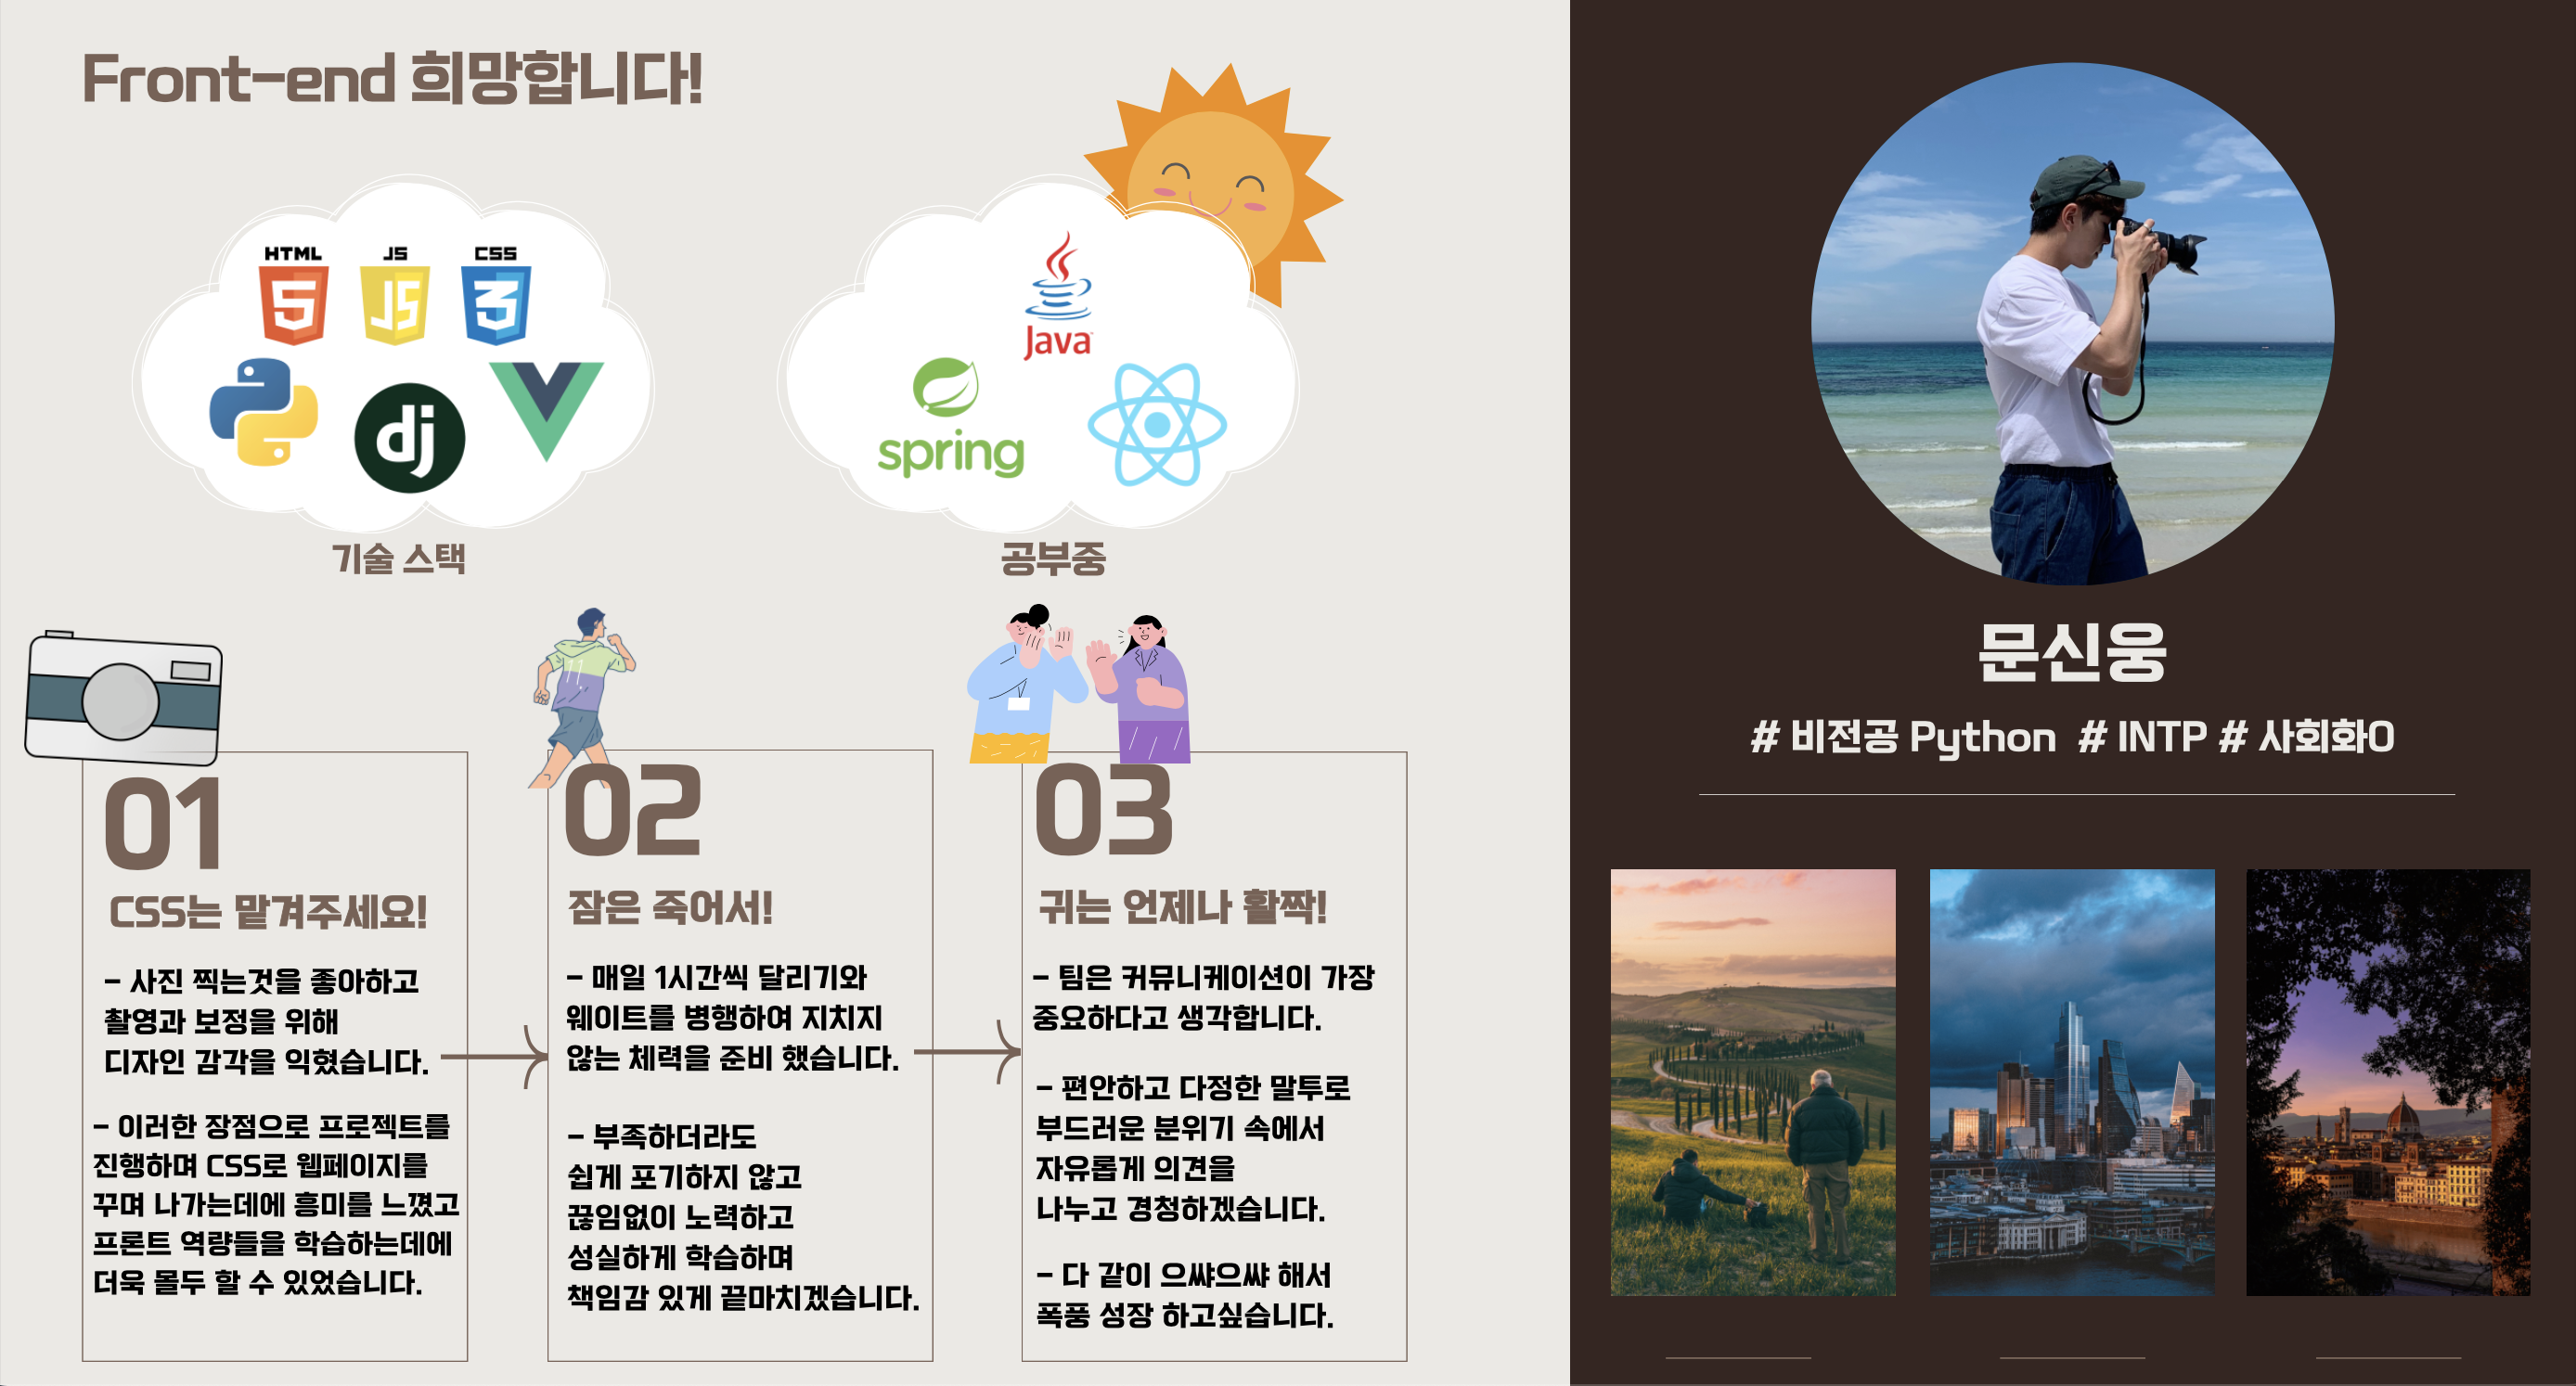 Front-end 희망합니다!
HTML JS CSS
5 JS 3
dj
기술 스택
Java
spring
공부중
01
CSS는 맡겨주세요!
- 사진 찍는것을 좋아하고
촬영과 보정을 위해
디자인 감각을 익혔습니다.
- 이러한 장점으로 프로젝트를
진행하며 CSS로 웹페이지를
꾸며 나가는데에 흥미를 느꼈고
프론트 역량들을 학습하는데에
더욱 몰두 할 수 있었습니다.
02
잠은 죽어서!
- 매일 1시간씩 달리기와
웨이트를 병행하여 지치지
않는 체력을 준비 했습니다.
- 부족하더라도
쉽게 포기하지 않고
끊임없이 노력하고
성실하게 학습하며
책임감 있게 끝마치겠습니다.
03
귀는 언제나 활짝!
- 팀은 커뮤니케이션이 가장
중요하다고 생각합니다.
- 편안하고 다정한 말투로
부드러운 분위기 속에서
자유롭게 의견을
나누고 경청하겠습니다.
- 다 같이 으쌰으쌰 해서
폭풍 성장 하고싶습니다.
문신웅
# 비전공 Python # INTP # 사회화O